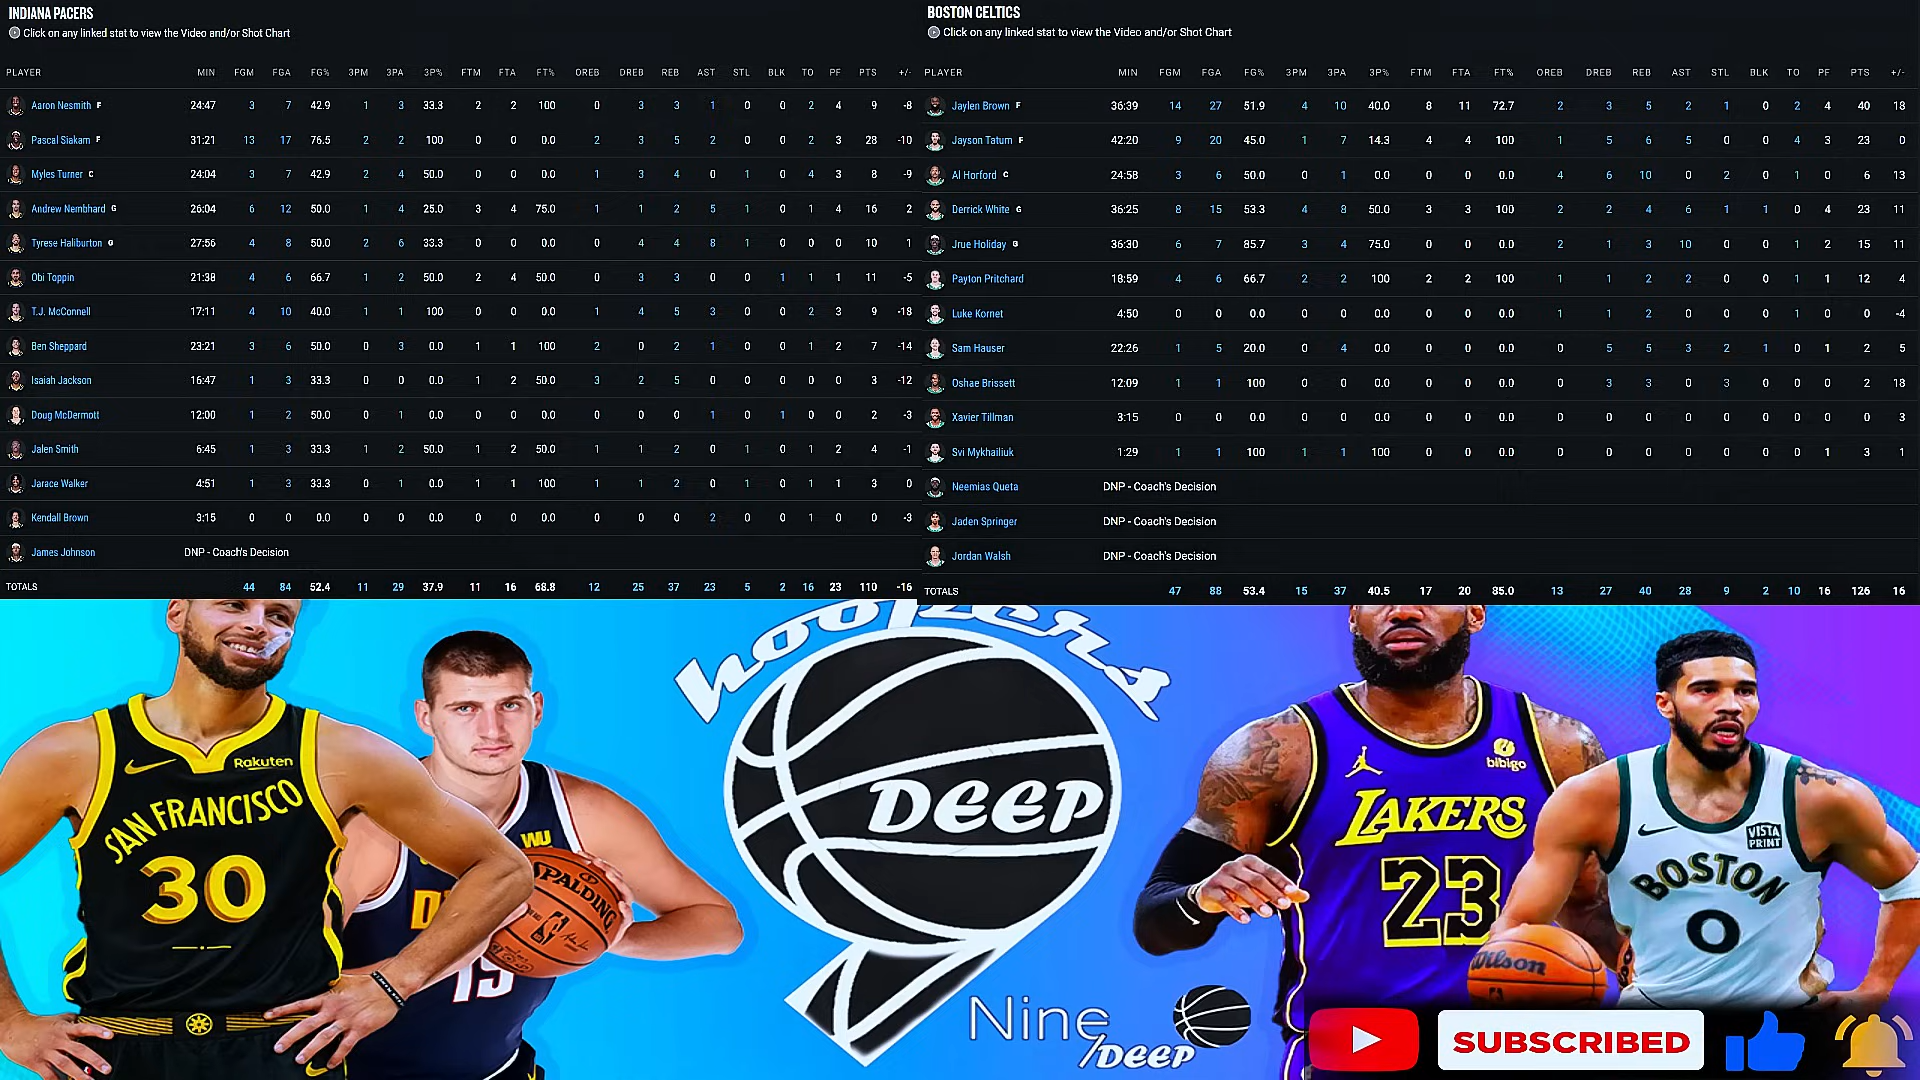 INDIANA PACERS
Click on any linked stat to view the Video and/or Shot Chart
PLAYER MIN FGM FGA FG% 3PM 3PA 3P% FTM FTA FT% OREB DREB REB AST STL BLK TO PF PTS +/-
Aaron Nesmith F 24:47 3 7 42.9 1 3 33.3 2 2 100 0 3 3 1 0 0 2 4 9 -8
Pascal Siakam F 31:21 13 17 76.5 2 2 100 0 0 0.0 2 3 5 2 0 0 2 3 28 -10
Myles Turner C 24:04 3 7 42.9 2 4 50.0 0 0 0.0 1 3 4 0 1 0 4 3 8 -9
Andrew Nembhard G 26:04 6 12 50.0 1 4 25.0 3 4 75.0 1 1 2 5 1 0 1 4 16 2
Tyrese Haliburton G 27:56 4 8 50.0 2 6 33.3 0 0 0.0 0 4 4 8 1 0 0 0 10 1
Obi Toppin 21:38 4 6 66.7 1 2 50.0 2 4 50.0 0 3 3 0 0 1 1 1 11 -5
T.J. McConnell 17:11 4 10 40.0 1 1 100 0 0 0.0 1 4 5 3 0 0 2 3 9 -18
Ben Sheppard 23:21 3 6 50.0 0 3 0.0 1 1 100 2 0 2 1 0 0 1 2 7 -14
Isaiah Jackson 16:47 1 3 33.3 0 0 0.0 1 2 50.0 3 2 5 0 0 0 0 0 3 -12
Doug McDermott 12:00 1 2 50.0 0 1 0.0 0 0 0.0 0 0 0 1 0 1 0 0 2 -3
Jalen Smith 6:45 1 3 33.3 1 2 50.0 1 2 50.0 1 1 2 0 1 0 1 2 4 -1
Jarace Walker 4:51 1 3 33.3 0 1 0.0 1 1 100 1 1 2 0 1 0 1 1 3 0
Kendall Brown 3:15 0 0 0.0 0 0 0.0 0 0 0.0 0 0 0 2 0 0 1 0 0 -3
James Johnson DNP - Coach's Decision
TOTALS 44 84 52.4 11 29 37.9 11 16 68.8 12 25 37 23 5 2 16 23 110 -16
BOSTON CELTICS
Click on any linked stat to view the Video and/or Shot Chart
PLAYER MIN FGM FGA FG% 3PM 3PA 3P% FTM FTA FT% OREB DREB REB AST STL BLK TO PF PTS +/-
Jaylen Brown F 36:39 14 27 51.9 4 10 40.0 8 11 72.7 2 3 5 2 1 0 2 4 40 18
Jayson Tatum F 42:20 9 20 45.0 1 7 14.3 4 4 100 1 5 6 5 0 0 4 3 23 0
Al Horford C 24:58 3 6 50.0 0 1 0.0 0 0 0.0 4 6 10 0 2 0 1 0 6 13
Derrick White G 36:25 8 15 53.3 4 8 50.0 3 3 100 2 2 4 6 1 1 0 4 23 11
Jrue Holiday G 36:30 6 7 85.7 3 4 75.0 0 0 0.0 2 1 3 10 0 0 1 2 15 11
Payton Pritchard 18:59 4 6 66.7 2 2 100 2 2 100 1 1 2 2 0 0 1 1 12 4
Luke Kornet 4:50 0 0 0.0 0 0 0.0 0 0 0.0 1 1 2 0 0 0 1 0 0 -4
Sam Hauser 22:26 1 5 20.0 0 4 0.0 0 0 0.0 0 5 5 3 2 1 0 1 2 5
Oshae Brissett 12:09 1 1 100 0 0 0.0 0 0 0.0 0 3 3 0 3 0 0 0 2 18
Xavier Tillman 3:15 0 0 0.0 0 0 0.0 0 0 0.0 0 0 0 0 0 0 0 0 0 3
Svi Mykhailiuk 1:29 1 1 100 1 1 100 0 0 0.0 0 0 0 0 0 0 0 1 3 1
Neemias Queta DNP - Coach's Decision
Jaden Springer DNP - Coach's Decision
Jordan Walsh DNP - Coach's Decision
TOTALS 47 88 53.4 15 37 40.5 17 20 85.0 13 27 40 28 9 2 10 16 126 16
hoopers
DEEP
Nine
/DEEP
Rakuten
SAN FRANCISCO
30
WU
SPALDING
15
bibigo
LAKERS
23
Wilson
VISTA
PRINT
BOSTON
0
SUBSCRIBED